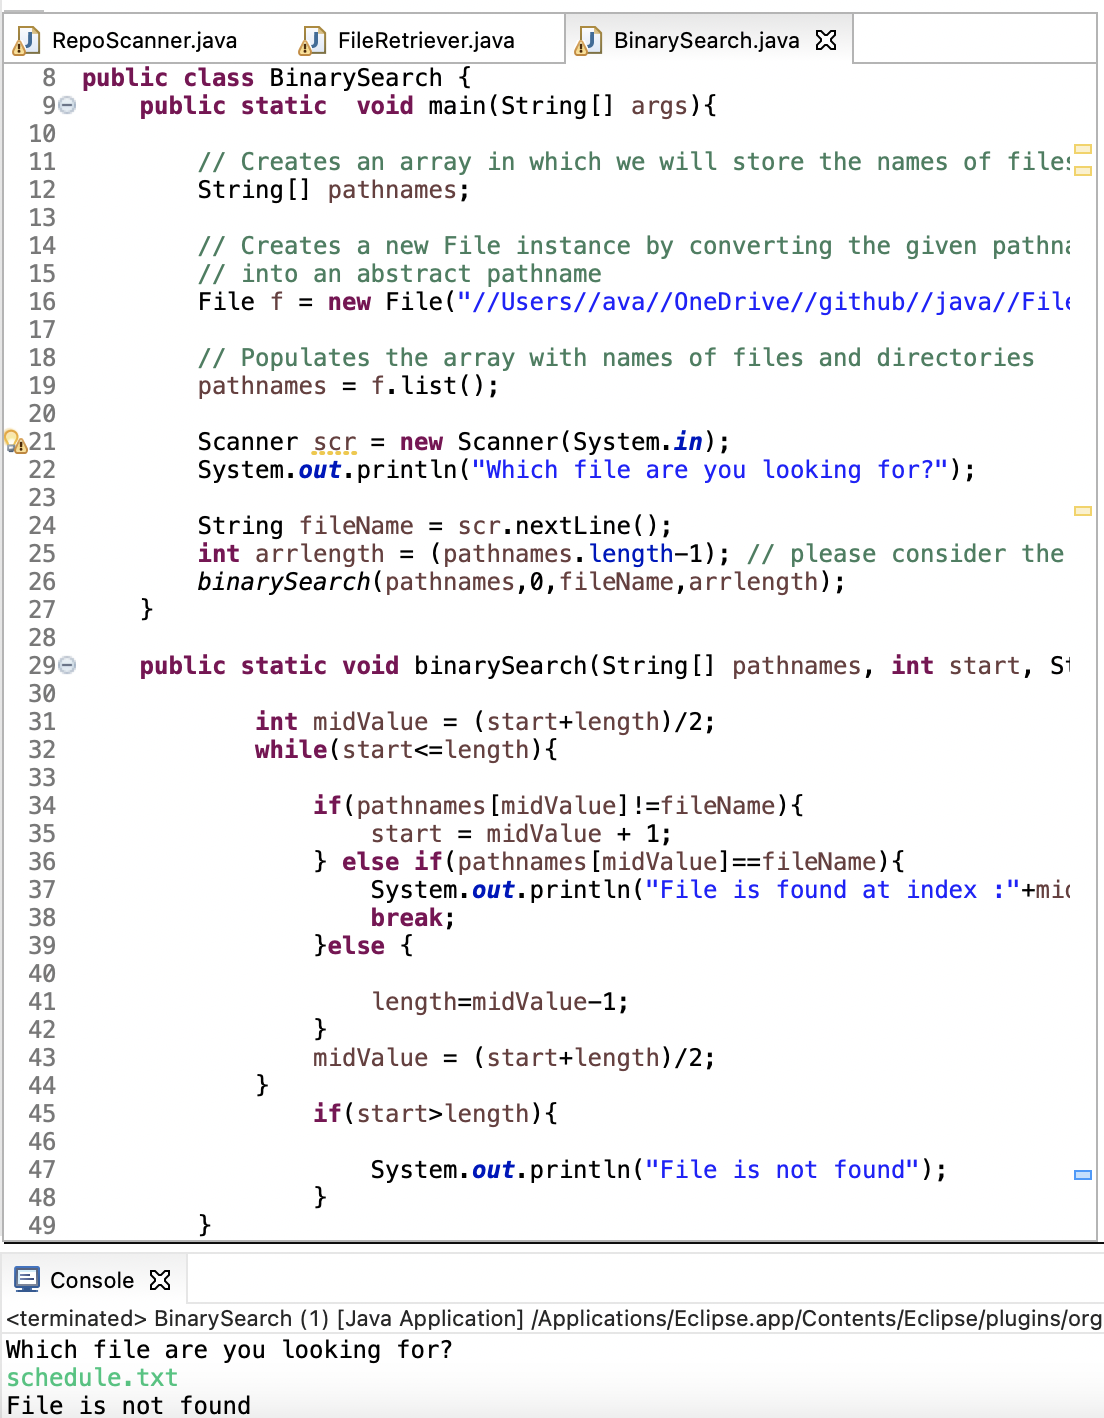 RepoScanner.java FileRetriever.java BinarySearch.java
8 public class BinarySearch {
9 public static  void main(String[] args){
10
11 // Creates an array in which we will store the names of files
12 String[] pathnames;
13
14 // Creates a new File instance by converting the given pathna
15 // into an abstract pathname
16 File f = new File("//Users//ava//OneDrive//github//java//File
17
18 // Populates the array with names of files and directories
19 pathnames = f.list();
20
21 Scanner scr = new Scanner(System.in);
22 System.out.println("Which file are you looking for?");
23
24 String fileName = scr.nextLine();
25 int arrlength = (pathnames.length-1); // please consider the
26 binarySearch(pathnames,0,fileName,arrlength);
27 }
28
29 public static void binarySearch(String[] pathnames, int start, St
30
31 int midValue = (start+length)/2;
32 while(start<=length){
33
34 if(pathnames[midValue]!=fileName){
35 start = midValue + 1;
36 } else if(pathnames[midValue]==fileName){
37 System.out.println("File is found at index :"+mid
38 break;
39 }else {
40
41 length=midValue-1;
42 }
43 midValue = (start+length)/2;
44 }
45 if(start>length){
46
47 System.out.println("File is not found");
48 }
49 }
Console
<terminated> BinarySearch (1) [Java Application] /Applications/Eclipse.app/Contents/Eclipse/plugins/org
Which file are you looking for?
schedule.txt
File is not found